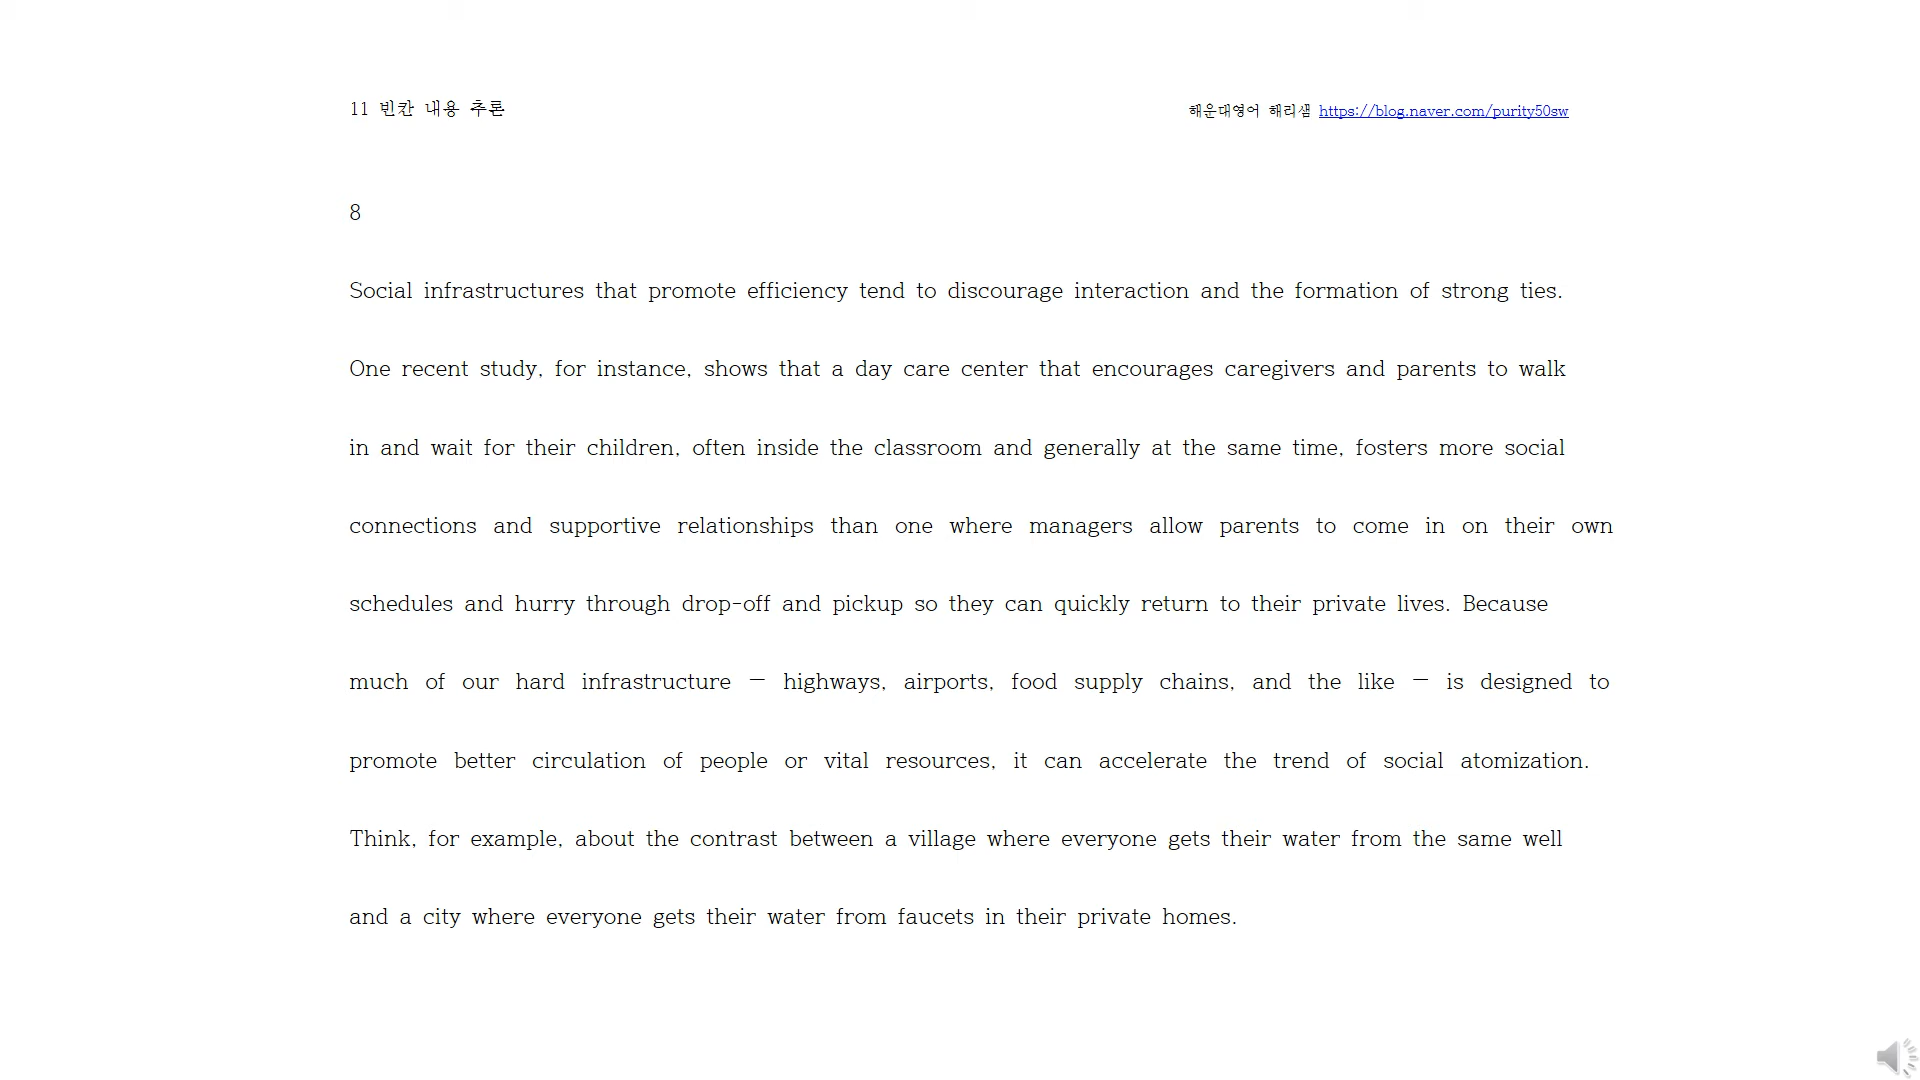 11 빈칸 내용 추론
해운대영어 해리샘 https://blog.naver.com/purity50sw
8
Social infrastructures that promote efficiency tend to discourage interaction and the formation of strong ties.
One recent study, for instance, shows that a day care center that encourages caregivers and parents to walk
in and wait for their children, often inside the classroom and generally at the same time, fosters more social
connections and supportive relationships than one where managers allow parents to come in on their own
schedules and hurry through drop-off and pickup so they can quickly return to their private lives. Because
much of our hard infrastructure — highways, airports, food supply chains, and the like — is designed to
promote better circulation of people or vital resources, it can accelerate the trend of social atomization.
Think, for example, about the contrast between a village where everyone gets their water from the same well
and a city where everyone gets their water from faucets in their private homes.